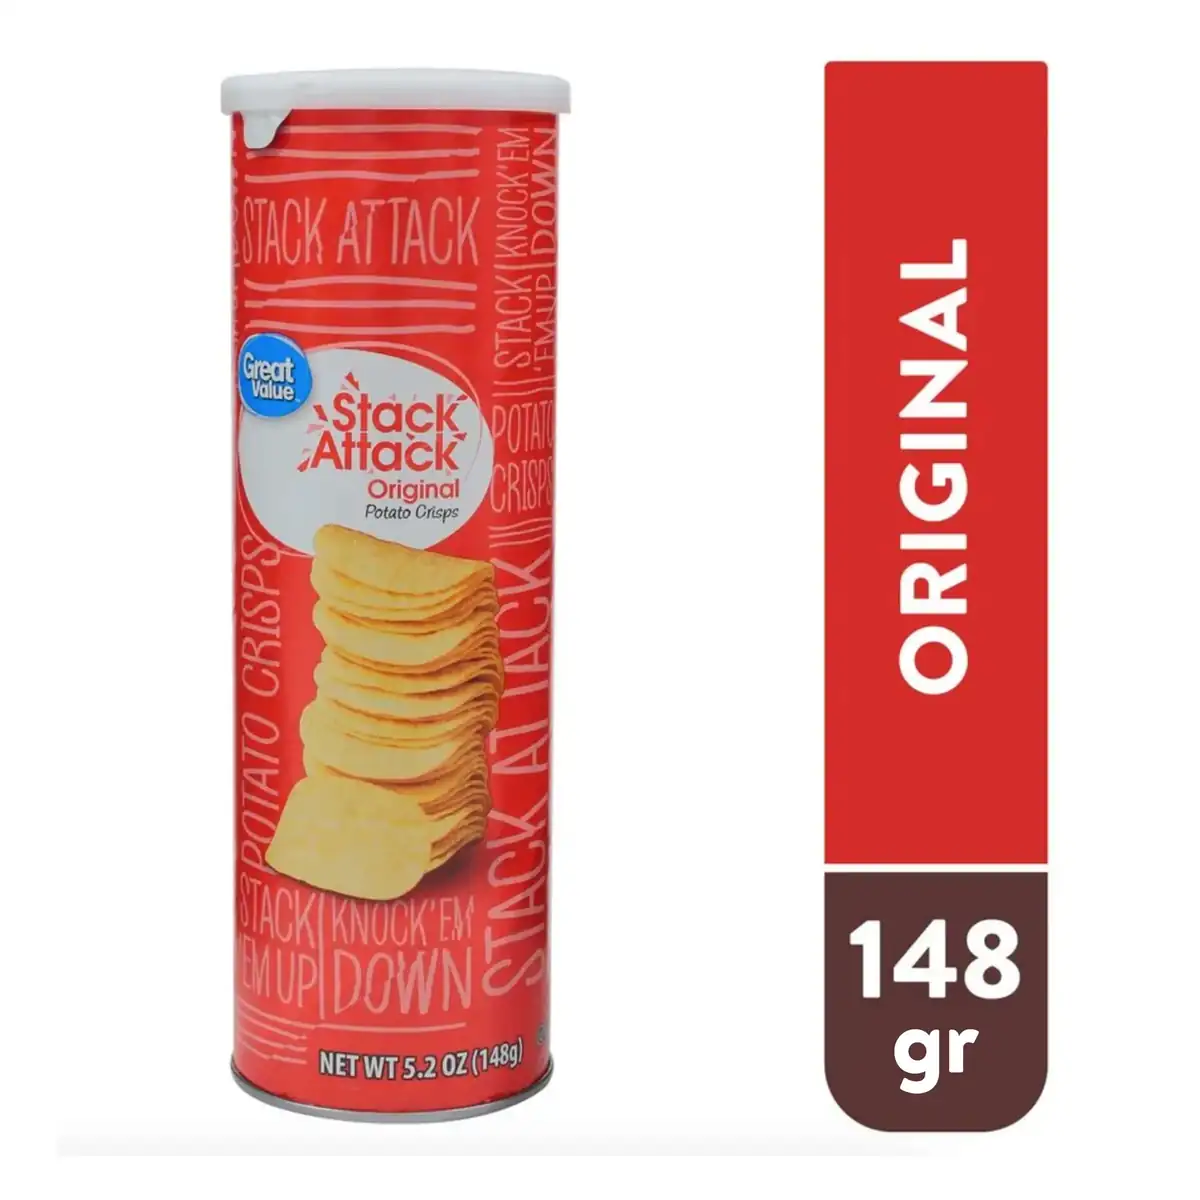 STACK ATTACK
Great
Value
Stack
Attack
Original
Potato Crisps
STACK
'EM UP
KNOCK'EM
DOWN
POTATO
CRISPS
STACK ATTACK
POTATO CRISPS
STACK
'EM UP
KNOCK'EM
DOWN
NET WT 5.2 OZ (148g)
ORIGINAL
148
gr